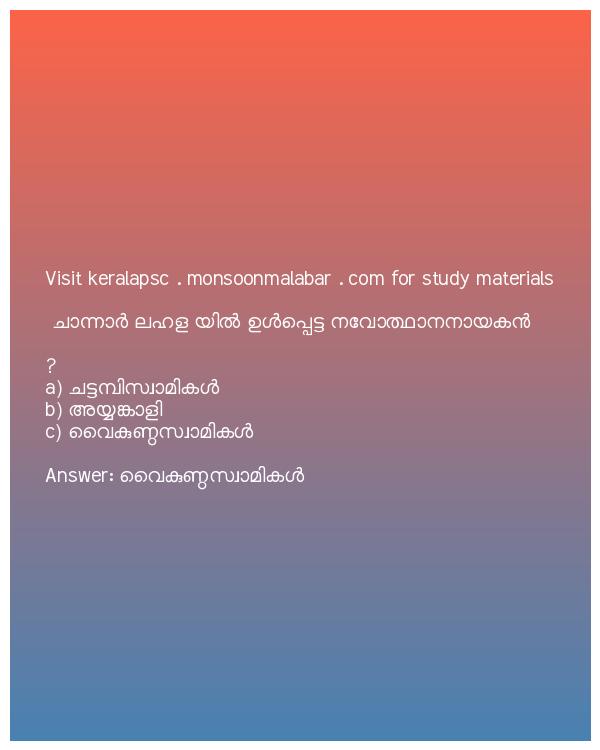 Visit keralapsc . monsoonmalabar . com for study materials
ചാന്നാർ ലഹള യിൽ ഉൾപ്പെട്ട നവോത്ഥാനനായകൻ
?
a) ചട്ടമ്പിസ്വാമികൾ
b) അയ്യങ്കാളി
c) വൈകുണ്ഠസ്വാമികൾ
Answer: വൈകുണ്ഠസ്വാമികൾ